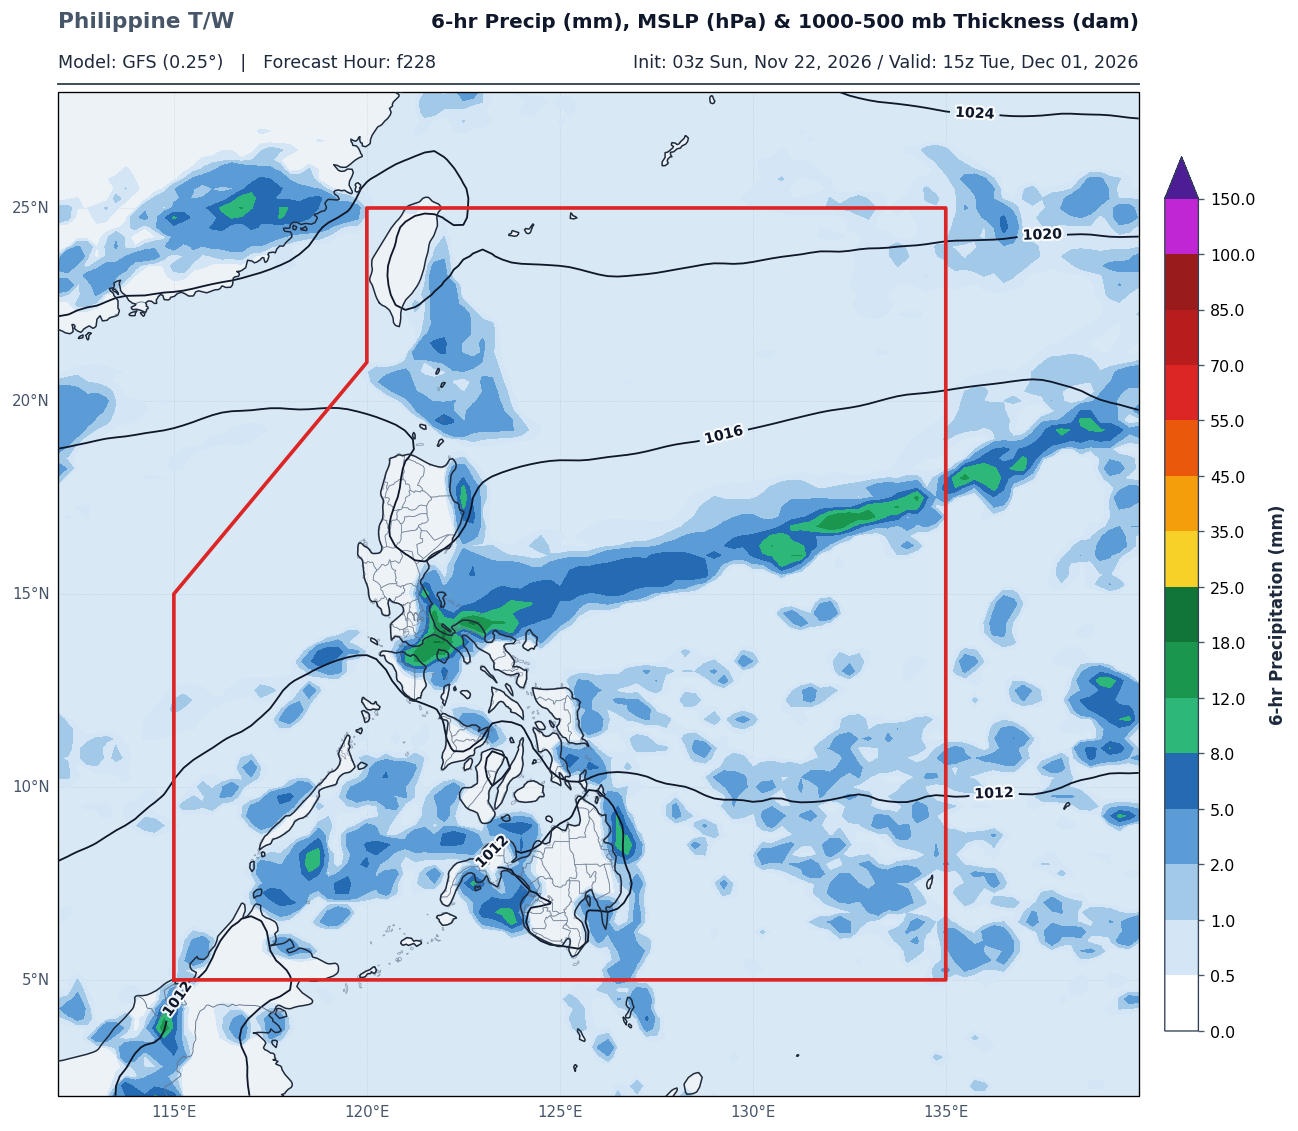 Philippine T/W
6-hr Precip (mm), MSLP (hPa) & 1000-500 mb Thickness (dam)
Model: GFS (0.25°) | Forecast Hour: f228
Init: 03z Sun, Nov 22, 2026 / Valid: 15z Tue, Dec 01, 2026
1024
1020
1016
1012
1012
1012
25°N
20°N
15°N
10°N
5°N
115°E
120°E
125°E
130°E
135°E
150.0
100.0
85.0
70.0
55.0
45.0
35.0
25.0
18.0
12.0
8.0
5.0
2.0
1.0
0.5
0.0
6-hr Precipitation (mm)